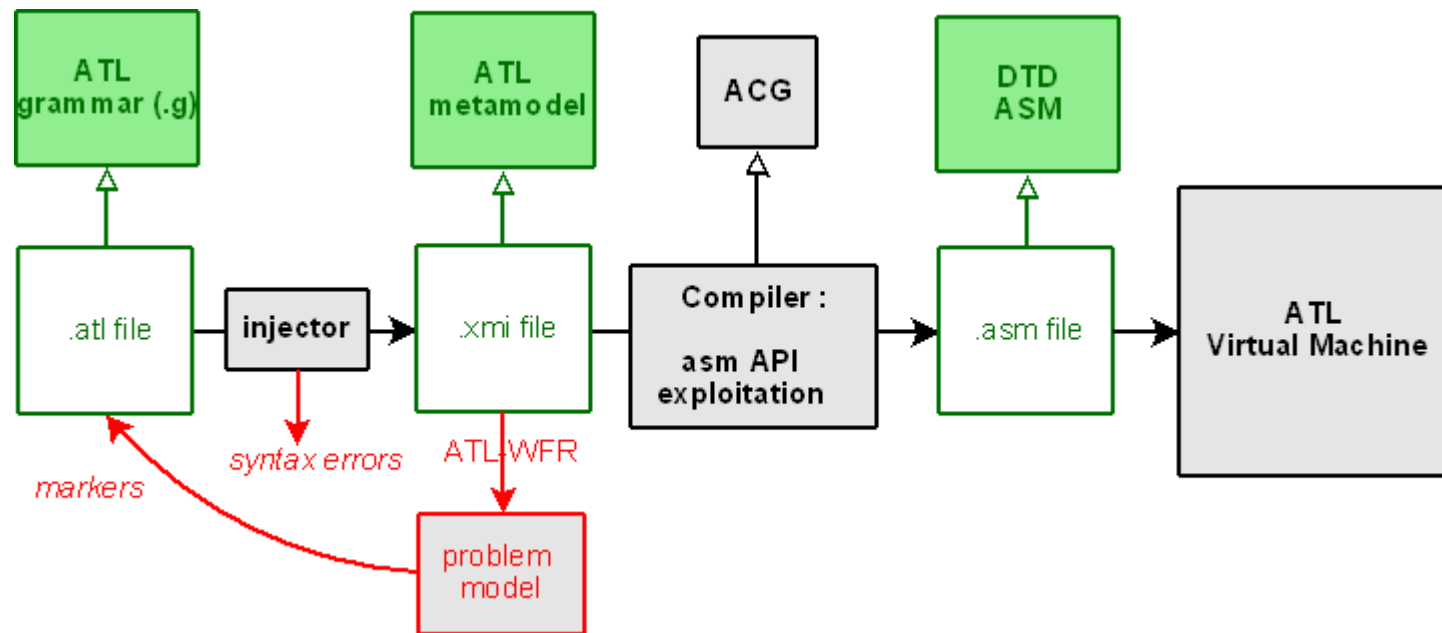 ATL
grammar (.g)
ATL
metamodel
ACG
DTD
ASM
.atl file
injector
.xmi file
Compiler :
asm API
exploitation
.asm file
ATL
Virtual Machine
markers
syntax errors
ATL-WFR
problem
model